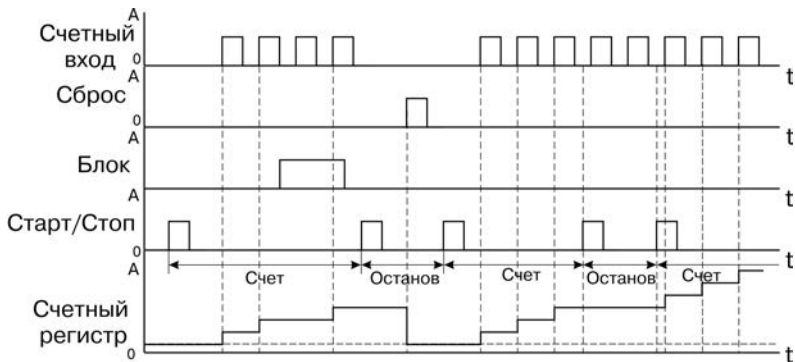 A
Счетный
вход
0
t
A
Сброс
0
t
A
Блок
t
A
Старт/Стоп
0
t
A
Счет
Останов
Счет
Останов
Счет
Счетный
регистр
0
t